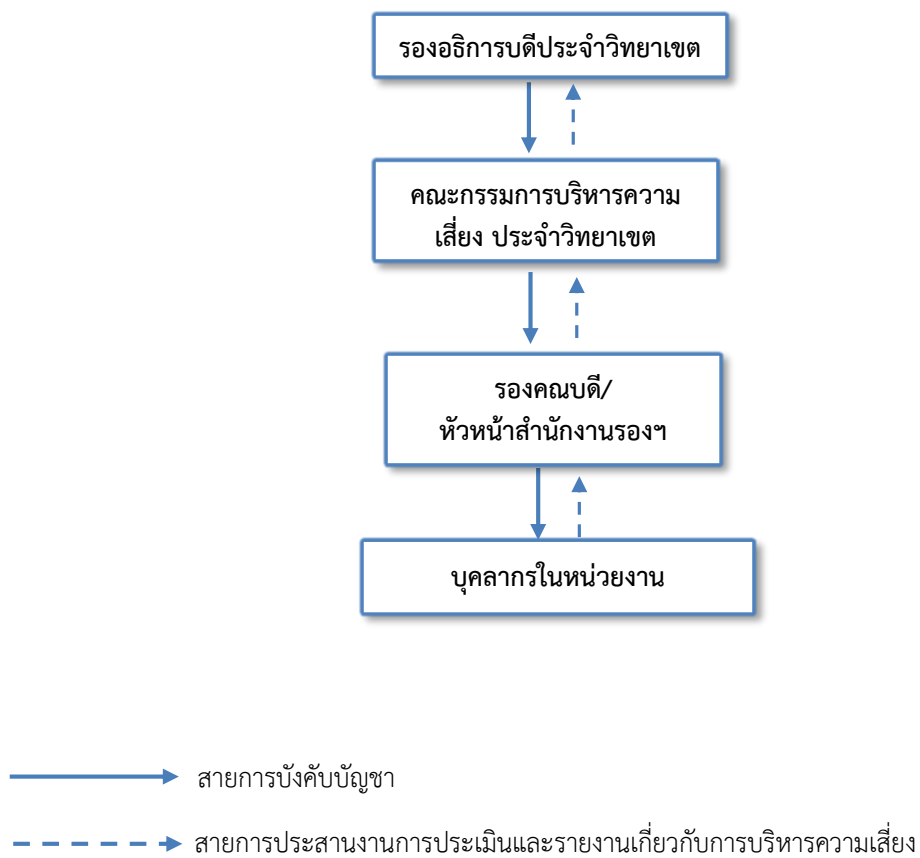 รองอธิการบดีประจำวิทยาเขต
คณะกรรมการบริหารความ
เสี่ยง ประจำวิทยาเขต
รองคณบดี/
หัวหน้าสำนักงานรองฯ
บุคลากรในหน่วยงาน
สายการบังคับบัญชา
สายการประสานงานการประเมินและรายงานเกี่ยวกับการบริหารความเสี่ยง